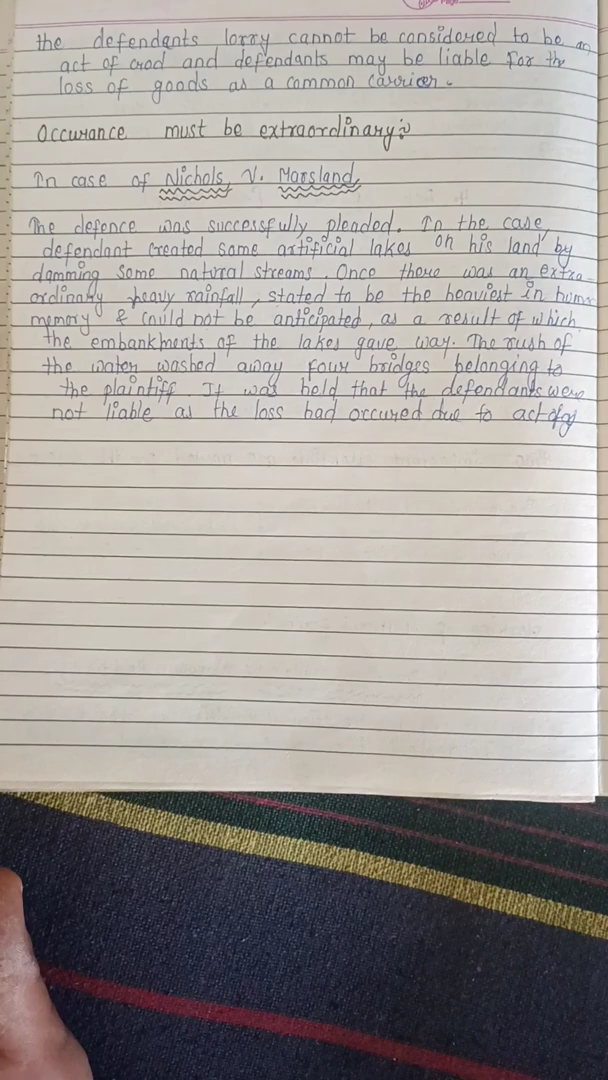 Page
the defendants lorry cannot be considered to be an
act of God and defendants may be liable for the
loss of goods as a common carrier.
Occurance must be extraordinary:-
In case of Nichols V. Marsland,
The defence was successfully pleaded. In the case,
defendant created some artificial lakes on his land by
damming some natural streams. Once there was an extra-
ordinary heavy rainfall, stated to be the heaviest in human
memory & could not be anticipated, as a result of which
the embankments of the lakes gave way. The rush of
the water washed away four bridges belonging to
the plaintiff. It was held that the defendants were
not liable as the loss had occured due to act of